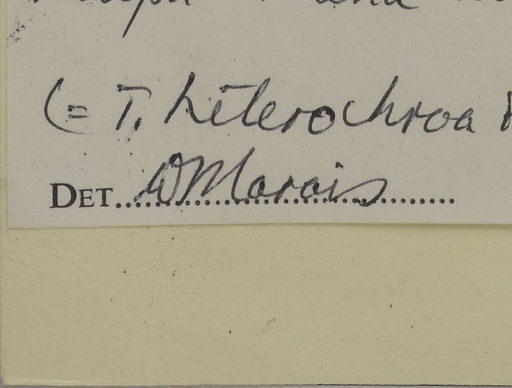 (= T. heterochroa
DET. W Marais